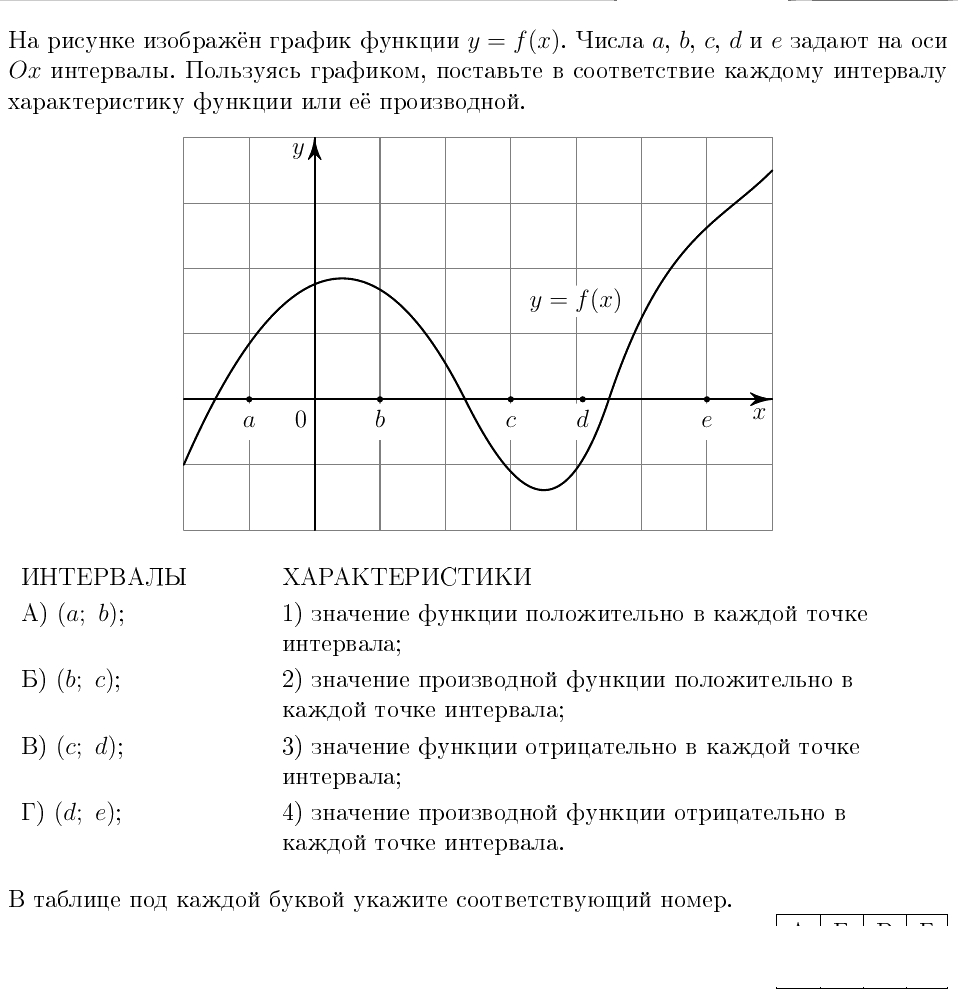 На рисунке изображён график функции y = f(x). Числа a, b, c, d и e задают на оси
Ox интервалы. Пользуясь графиком, поставьте в соответствие каждому интервалу
характеристику функции или её производной.
y
y = f(x)
a 0 b c d e x
ИНТЕРВАЛЫ ХАРАКТЕРИСТИКИ
А) (a; b); 1) значение функции положительно в каждой точке
интервала;
Б) (b; c); 2) значение производной функции положительно в
каждой точке интервала;
В) (c; d); 3) значение функции отрицательно в каждой точке
интервала;
Г) (d; e); 4) значение производной функции отрицательно в
каждой точке интервала.
В таблице под каждой буквой укажите соответствующий номер.